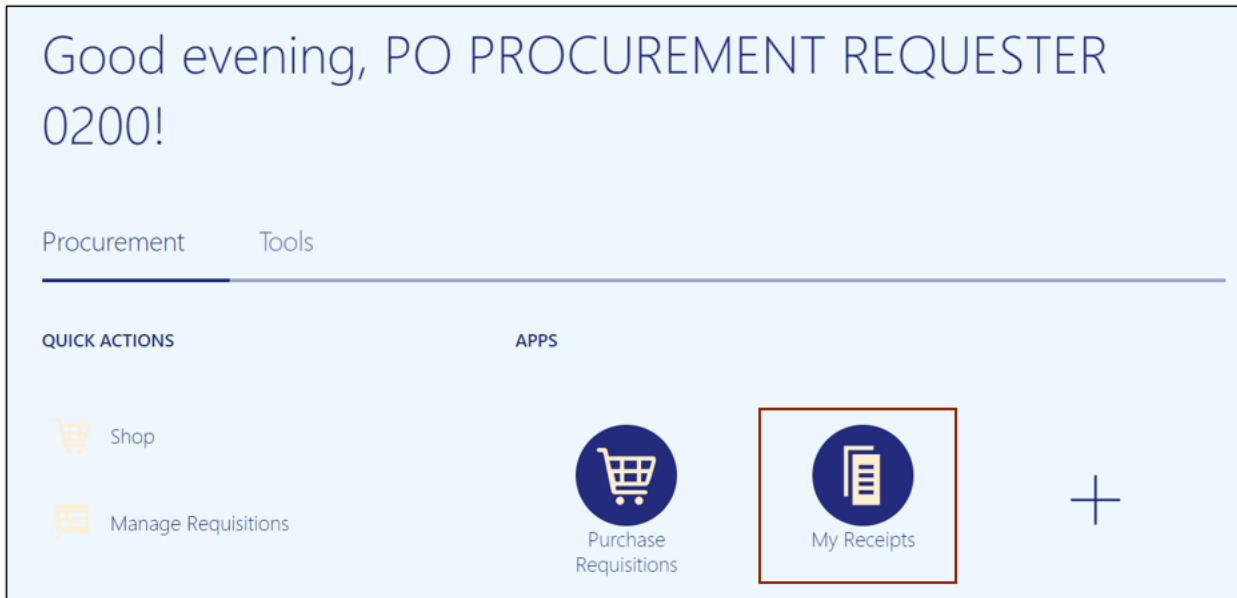 Good evening, PO PROCUREMENT REQUESTER
0200!
Procurement
Tools
QUICK ACTIONS
APPS
Shop
Manage Requisitions
Purchase
Requisitions
My Receipts